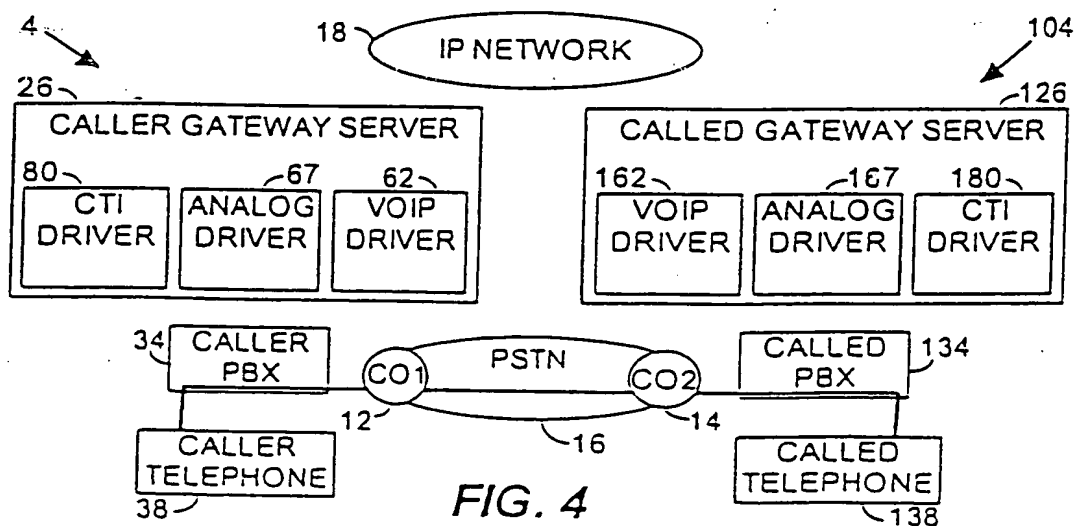 4
18
IP NETWORK
104
26
CALLER GATEWAY SERVER
80
CTI
DRIVER
67
ANALOG
DRIVER
62
VOIP
DRIVER
126
CALLED GATEWAY SERVER
162
VOIP
DRIVER
167
ANALOG
DRIVER
180
CTI
DRIVER
34
CALLER
PBX
CO1
PSTN
CO2
CALLED
PBX
134
12
16
14
CALLER
TELEPHONE
38
CALLED
TELEPHONE
138
FIG. 4